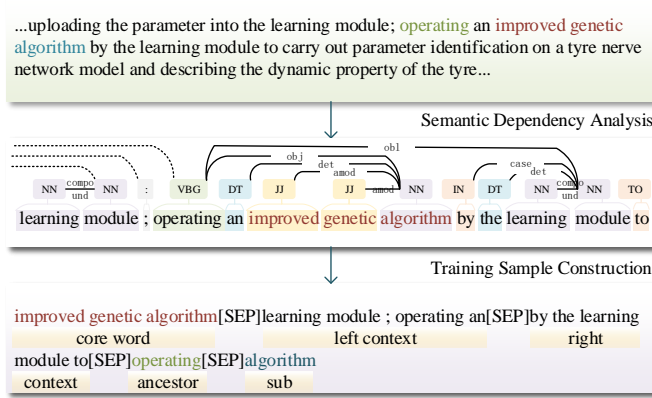 ...uploading the parameter into the learning module; operating an improved genetic
algorithm by the learning module to carry out parameter identification on a tyre nerve
network model and describing the dynamic property of the tyre...
Semantic Dependency Analysis
obl
obj
det
amod
case
det
NN compo und NN : VBG DT JJ JJ amod NN IN DT NN compo und NN TO
learning module ; operating an improved genetic algorithm by the learning module to
Training Sample Construction
improved genetic algorithm[SEP]learning module ; operating an[SEP]by the learning
core word left context right
module to[SEP]operating[SEP]algorithm
context ancestor sub